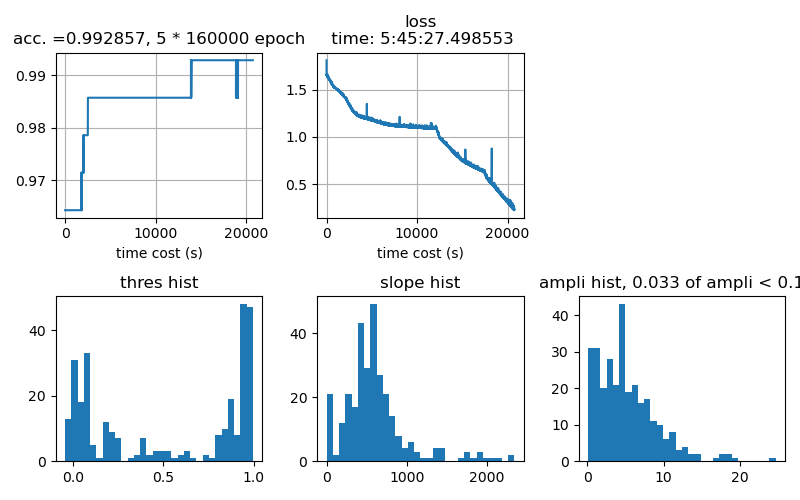 acc. =0.992857, 5 * 160000 epoch
0.99
0.98
0.97
0 10000 20000
time cost (s)
loss
time: 5:45:27.498553
1.5
1.0
0.5
0 10000 20000
time cost (s)
thres hist
40
20
0
0.0 0.5 1.0
slope hist
40
20
0
0 1000 2000
ampli hist, 0.033 of ampli < 0.1
40
30
20
10
0
0 10 20